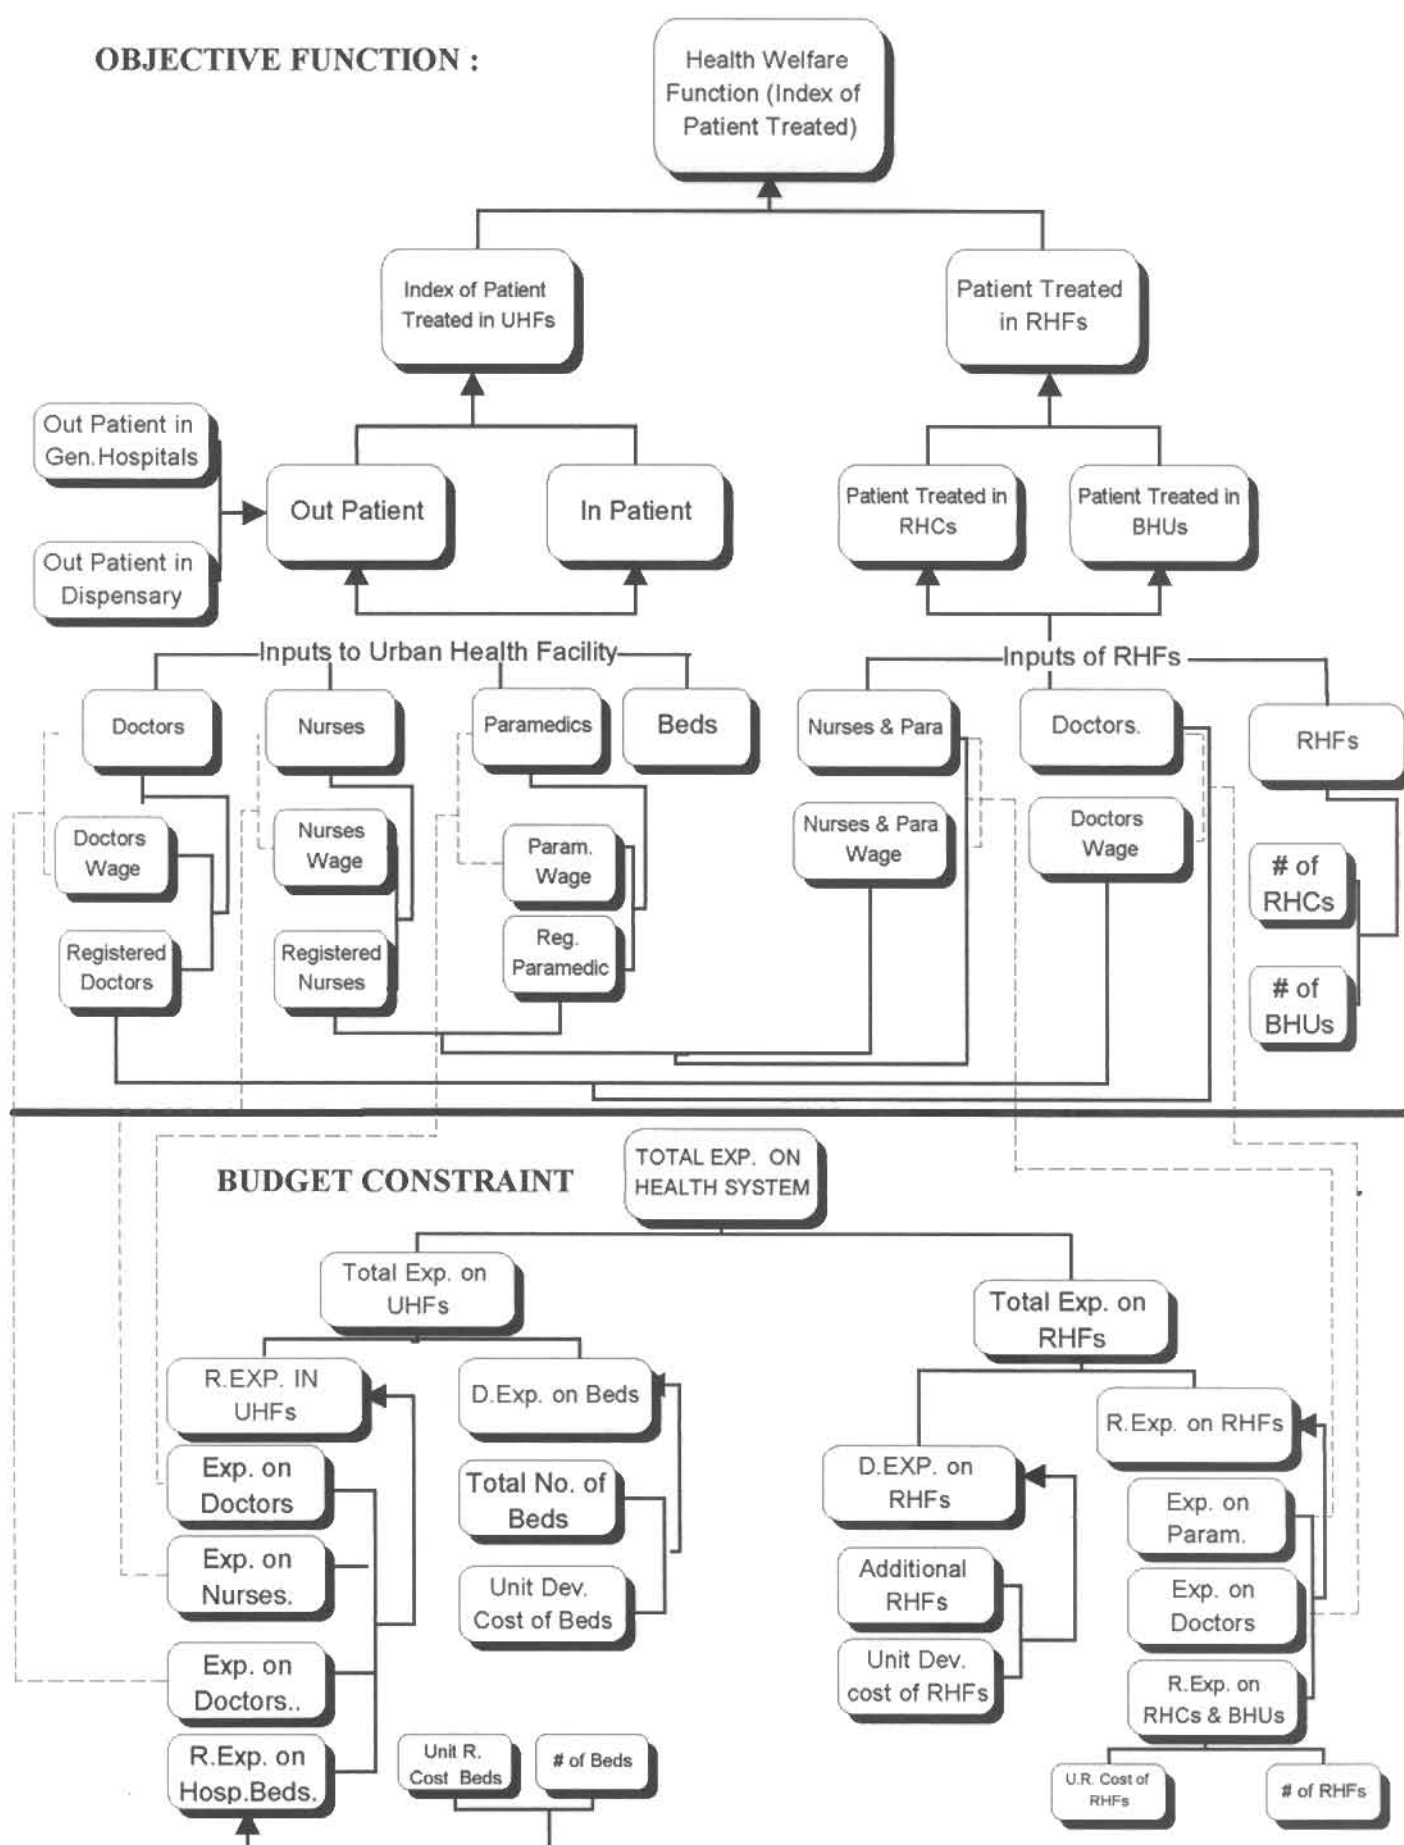 OBJECTIVE FUNCTION :
Health Welfare
Function (Index of
Patient Treated)
Index of Patient
Treated in UHFs
Patient Treated
in RHFs
Out Patient in
Gen.Hospitals
Out Patient
In Patient
Patient Treated in
RHCs
Patient Treated in
BHUs
Out Patient in
Dispensary
Inputs to Urban Health Facility
Inputs of RHFs
Doctors
Nurses
Paramedics
Beds
Nurses & Para
Doctors.
RHFs
Doctors
Wage
Nurses
Wage
Param.
Wage
Nurses & Para
Wage
Doctors
Wage
# of
RHCs
Registered
Doctors
Registered
Nurses
Reg.
Paramedic
# of
BHUs
BUDGET CONSTRAINT
TOTAL EXP. ON
HEALTH SYSTEM
Total Exp. on
UHFs
Total Exp. on
RHFs
R.EXP. IN
UHFs
D.Exp. on Beds
R.Exp. on RHFs
Exp. on
Doctors
Total No. of
Beds
D.EXP. on
RHFs
Exp. on
Param.
Exp. on
Nurses.
Unit Dev.
Cost of Beds
Additional
RHFs
Exp. on
Doctors
Exp. on
Doctors..
Unit Dev.
cost of RHFs
R.Exp. on
RHCs & BHUs
R.Exp. on
Hosp.Beds.
Unit R.
Cost Beds
# of Beds
U.R. Cost of
RHFs
# of RHFs